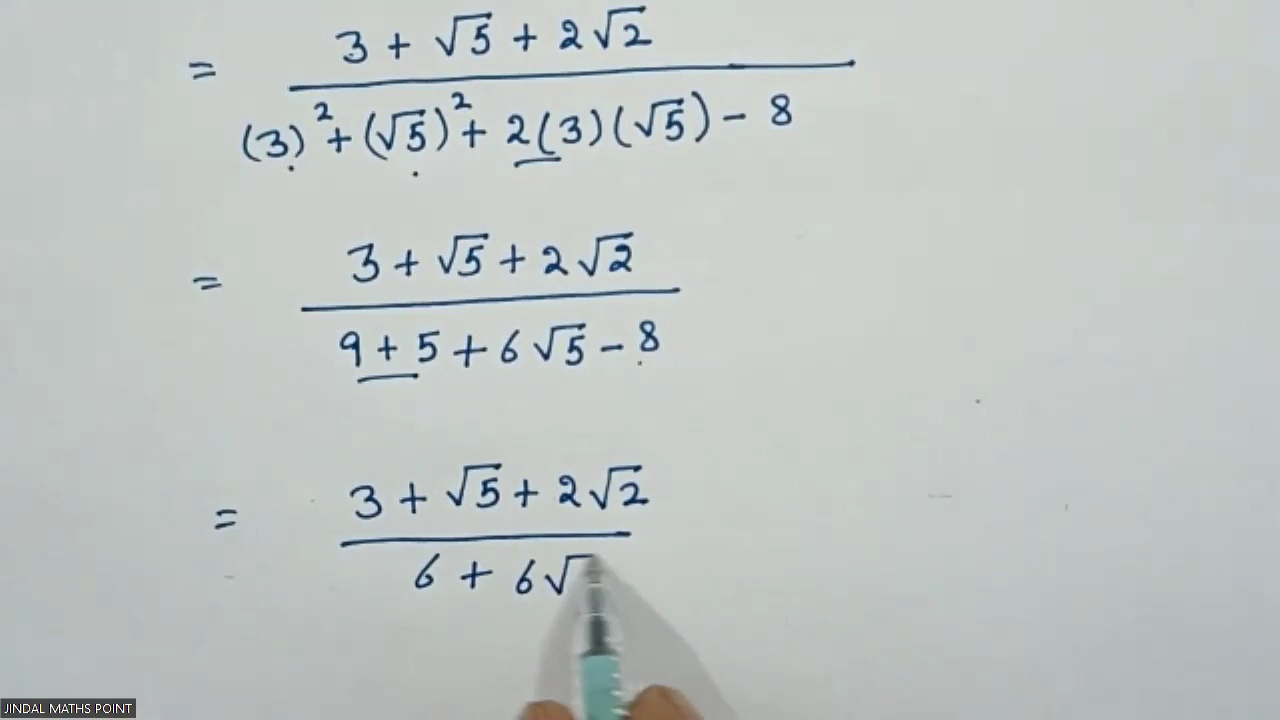 = 3 + √5 + 2√2
(3)² + (√5)² + 2(3)(√5) - 8
= 3 + √5 + 2√2
9 + 5 + 6√5 - 8
= 3 + √5 + 2√2
6 + 6√
JINDAL MATHS POINT